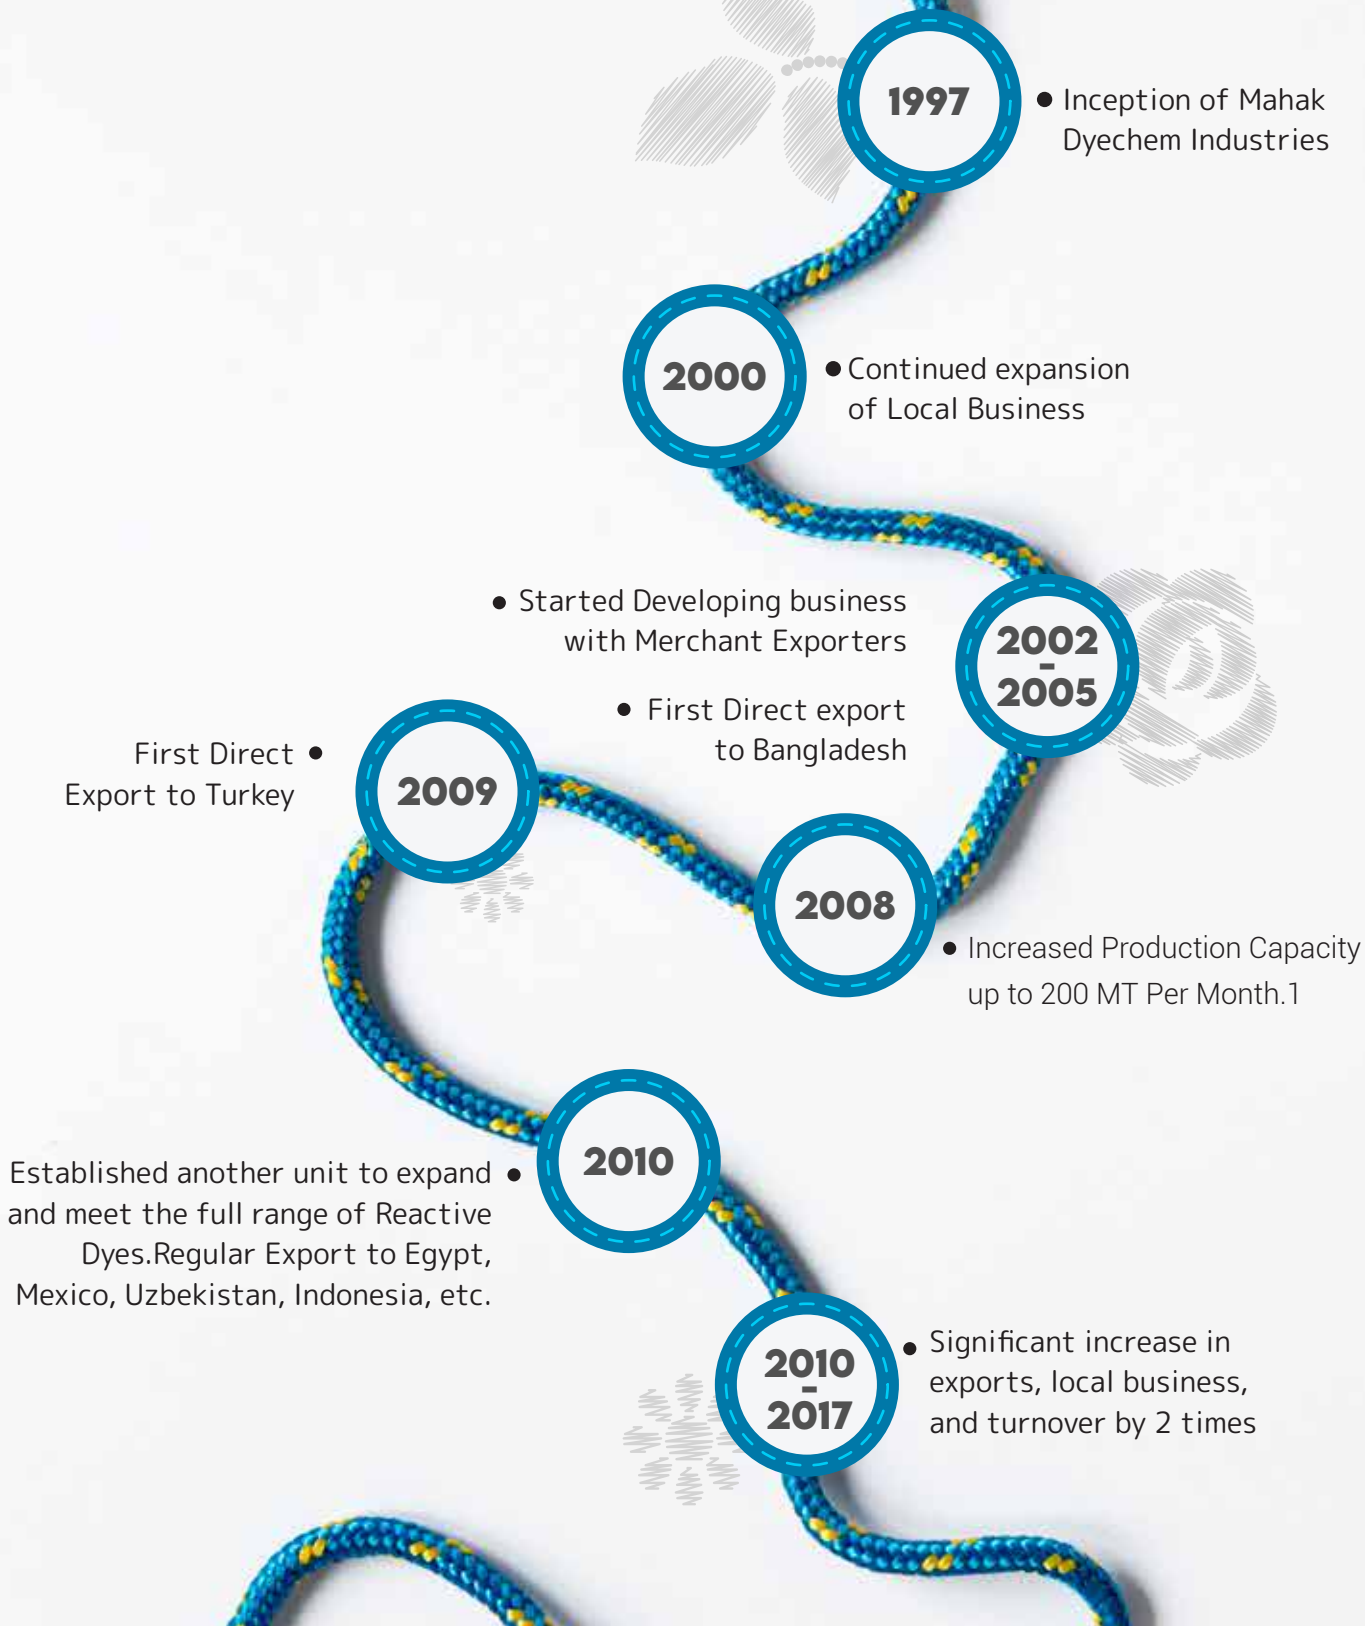 1997
• Inception of Mahak
Dyechem Industries
2000
• Continued expansion
of Local Business
2002
-
2005
• Started Developing business
with Merchant Exporters
• First Direct export
to Bangladesh
2008
• Increased Production Capacity
up to 200 MT Per Month.1
2009
First Direct •
Export to Turkey
2010
Established another unit to expand •
and meet the full range of Reactive
Dyes.Regular Export to Egypt,
Mexico, Uzbekistan, Indonesia, etc.
2010
-
2017
• Significant increase in
exports, local business,
and turnover by 2 times